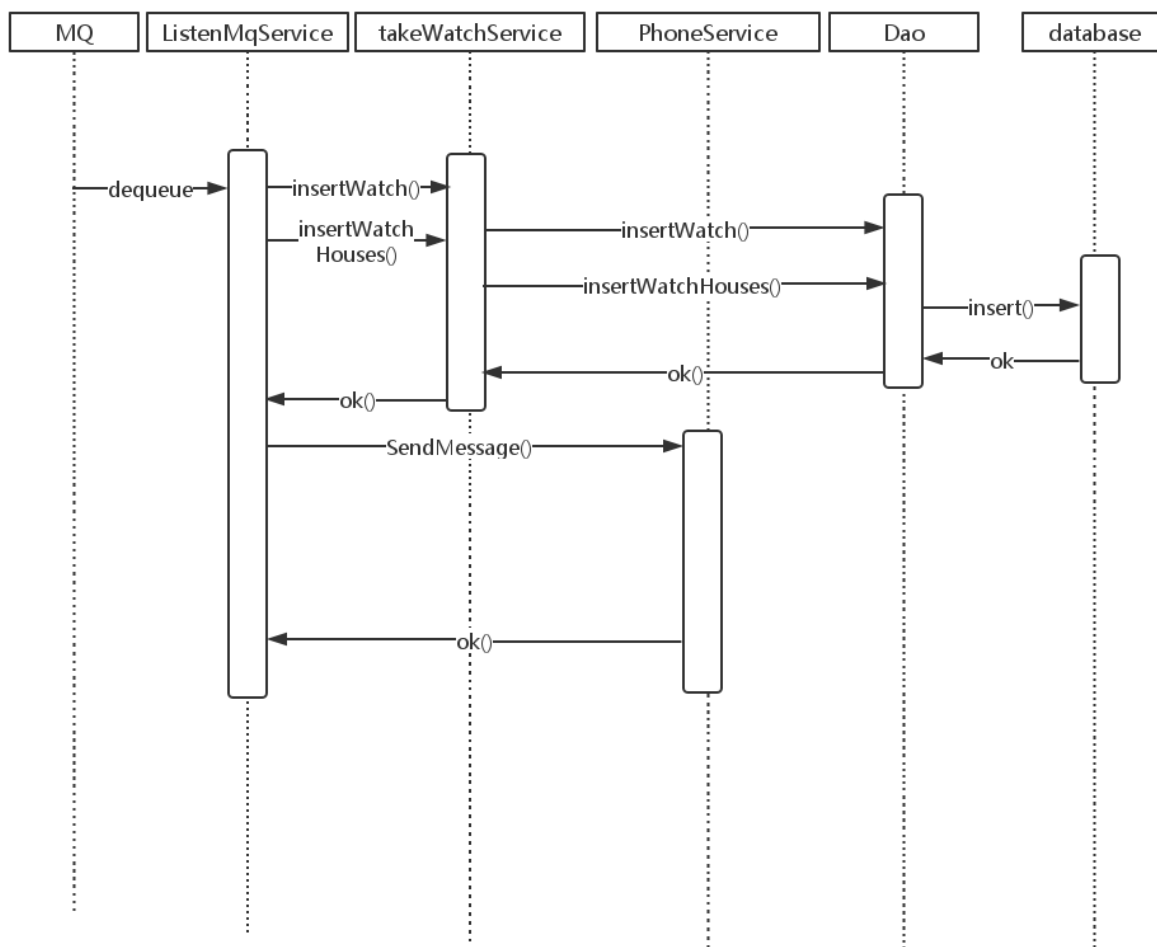 MQ
ListenMqService
takeWatchService
PhoneService
Dao
database
dequeue
insertWatch()
insertWatch
Houses()
insertWatch()
insertWatchHouses()
insert()
ok
ok()
ok()
SendMessage()
ok()